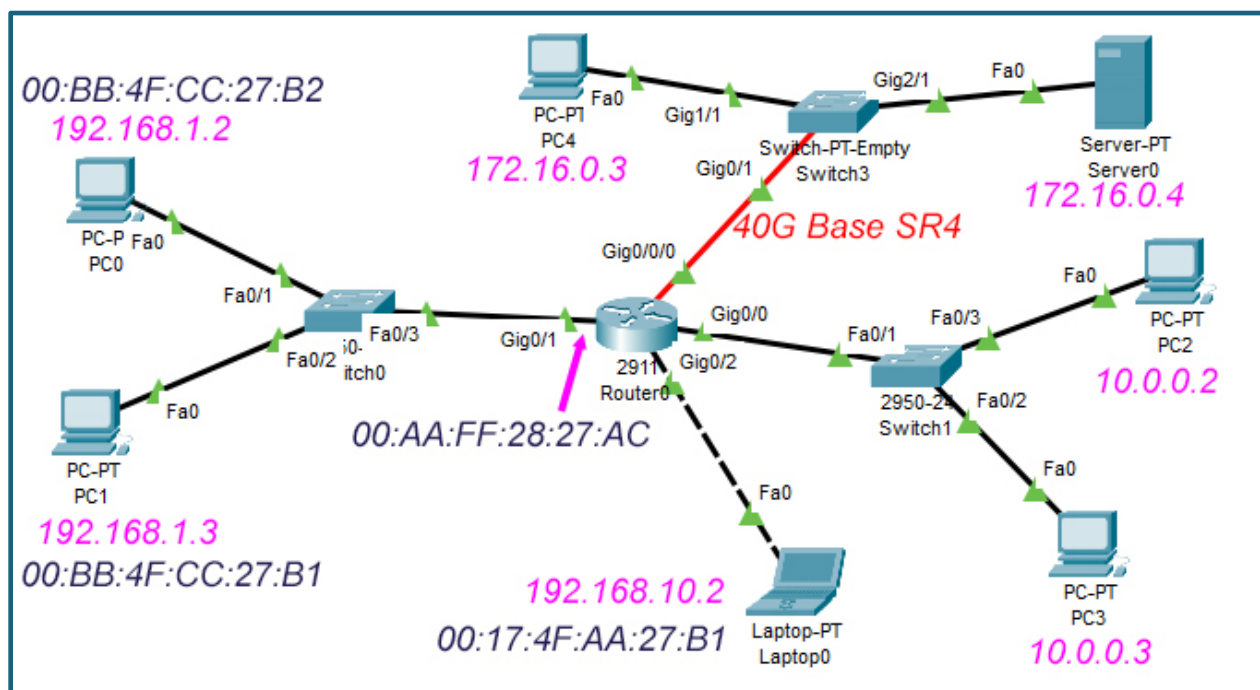 00:BB:4F:CC:27:B2
192.168.1.2
PC-P
PC0
Fa0
Fa0/1
Fa0/2
Fa0/3
50-
itch0
Fa0
PC-PT
PC1
192.168.1.3
00:BB:4F:CC:27:B1
PC-PT
PC4
172.16.0.3
Fa0
Gig1/1
Switch-PT-Empty
Switch3
Gig0/1
Gig2/1
Fa0
Server-PT
Server0
172.16.0.4
40G Base SR4
Gig0/0/0
Gig0/1
2911
Router0
Gig0/0
Gig0/2
00:AA:FF:28:27:AC
Fa0/1
Fa0/3
Fa0/2
2950-24
Switch1
Fa0
PC-PT
PC2
10.0.0.2
Fa0
PC-PT
PC3
10.0.0.3
Fa0
192.168.10.2
00:17:4F:AA:27:B1
Laptop-PT
Laptop0